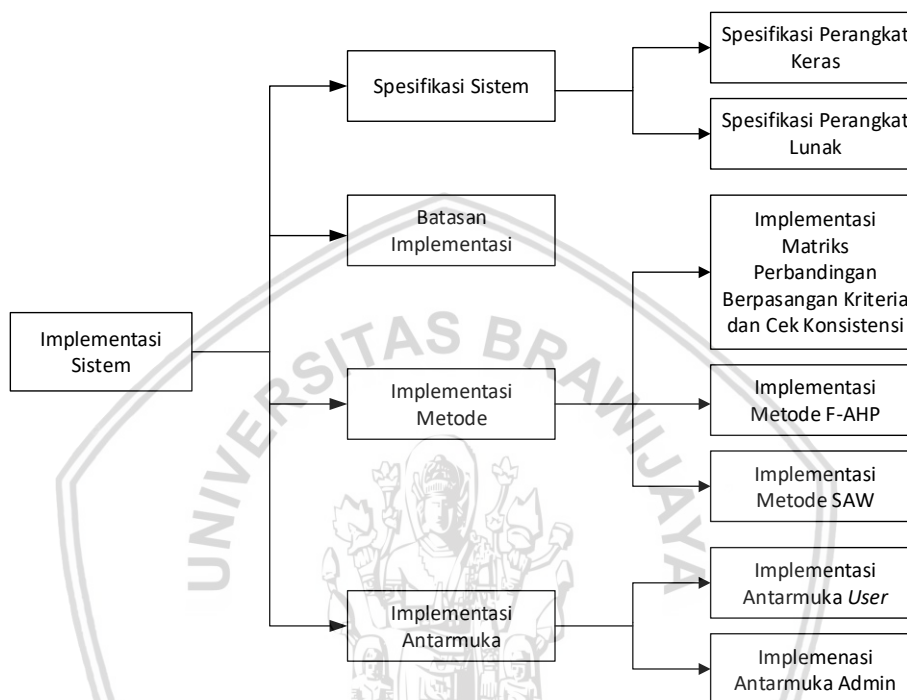 Implementasi
Sistem
Spesifikasi Sistem
Spesifikasi Perangkat
Keras
Spesifikasi Perangkat
Lunak
Batasan
Implementasi
Implementasi
Metode
Implementasi
Matriks
Perbandingan
Berpasangan Kriteria
dan Cek Konsistensi
Implementasi
Metode F-AHP
Implementasi
Metode SAW
Implementasi
Antarmuka
Implementasi
Antarmuka User
Implemenasi
Antarmuka Admin
UNIVERSITAS BRAWIJAYA